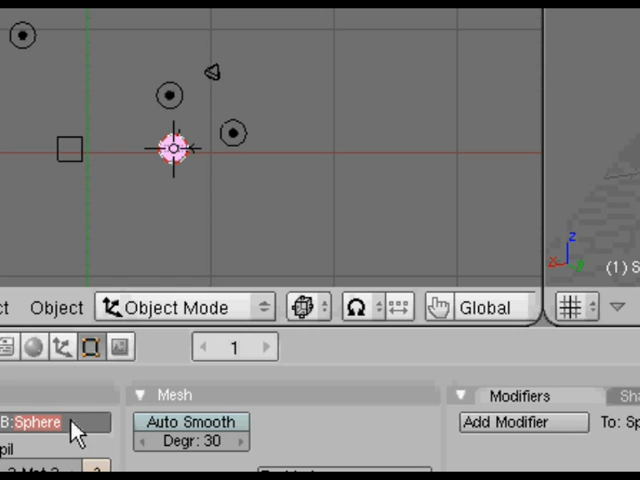 z
x
(1) S
ct
Object
Object Mode
Global
1
Mesh
Modifiers
Sha
B:Sphere
Auto Smooth
Add Modifier
To: Sp
Degr: 30
pil